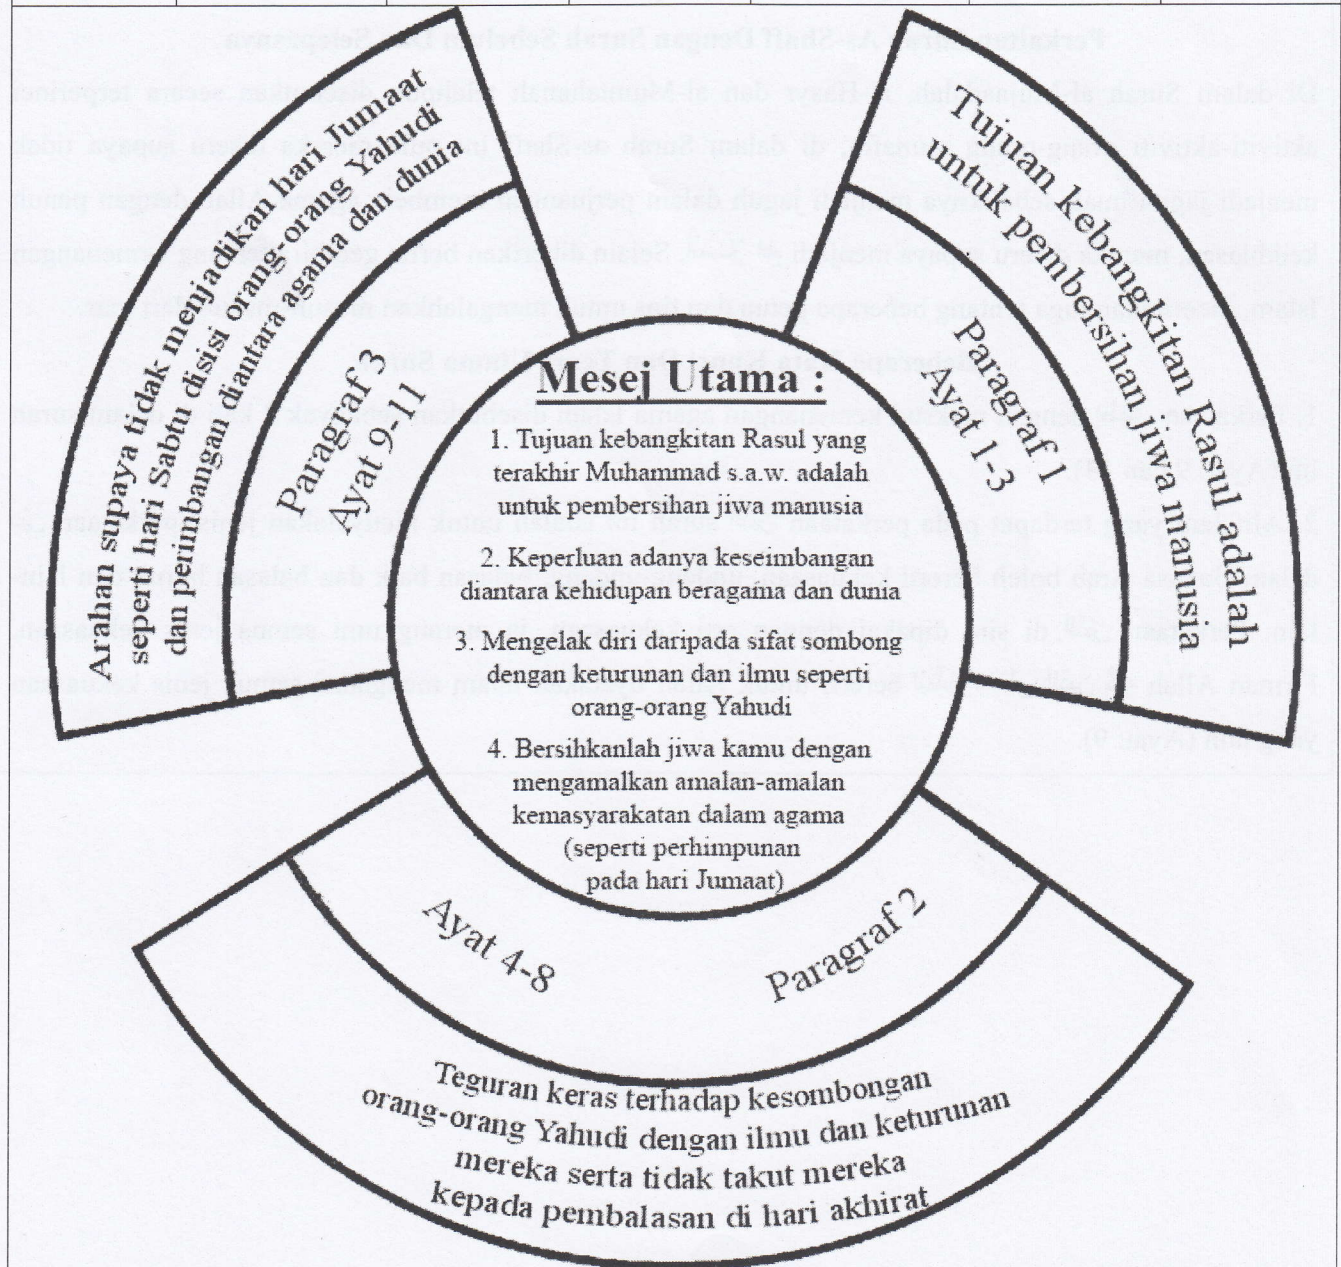 Mesej Utama :
1. Tujuan kebangkitan Rasul yang
terakhir Muhammad s.a.w. adalah
untuk pembersihan jiwa manusia
2. Keperluan adanya keseimbangan
diantara kehidupan beragama dan dunia
3. Mengelak diri daripada sifat sombong
dengan keturunan dan ilmu seperti
orang-orang Yahudi
4. Bersihkanlah jiwa kamu dengan
mengamalkan amalan-amalan
kemasyarakatan dalam agama
(seperti perhimpunan
pada hari Jumaat)
Paragraf 1
Ayat 1-3
Tujuan kebangkitan Rasul adalah
untuk pembersihan jiwa manusia
Paragraf 2
Ayat 4-8
Teguran keras terhadap kesombongan
orang-orang Yahudi dengan ilmu dan keturunan
mereka serta tidak takut mereka
kepada pembalasan di hari akhirat
Paragraf 3
Ayat 9-11
Arahan supaya tidak menjadikan hari Jumaat
seperti hari Sabtu disisi orang-orang Yahudi
dan perimbangan diantara agama dan dunia